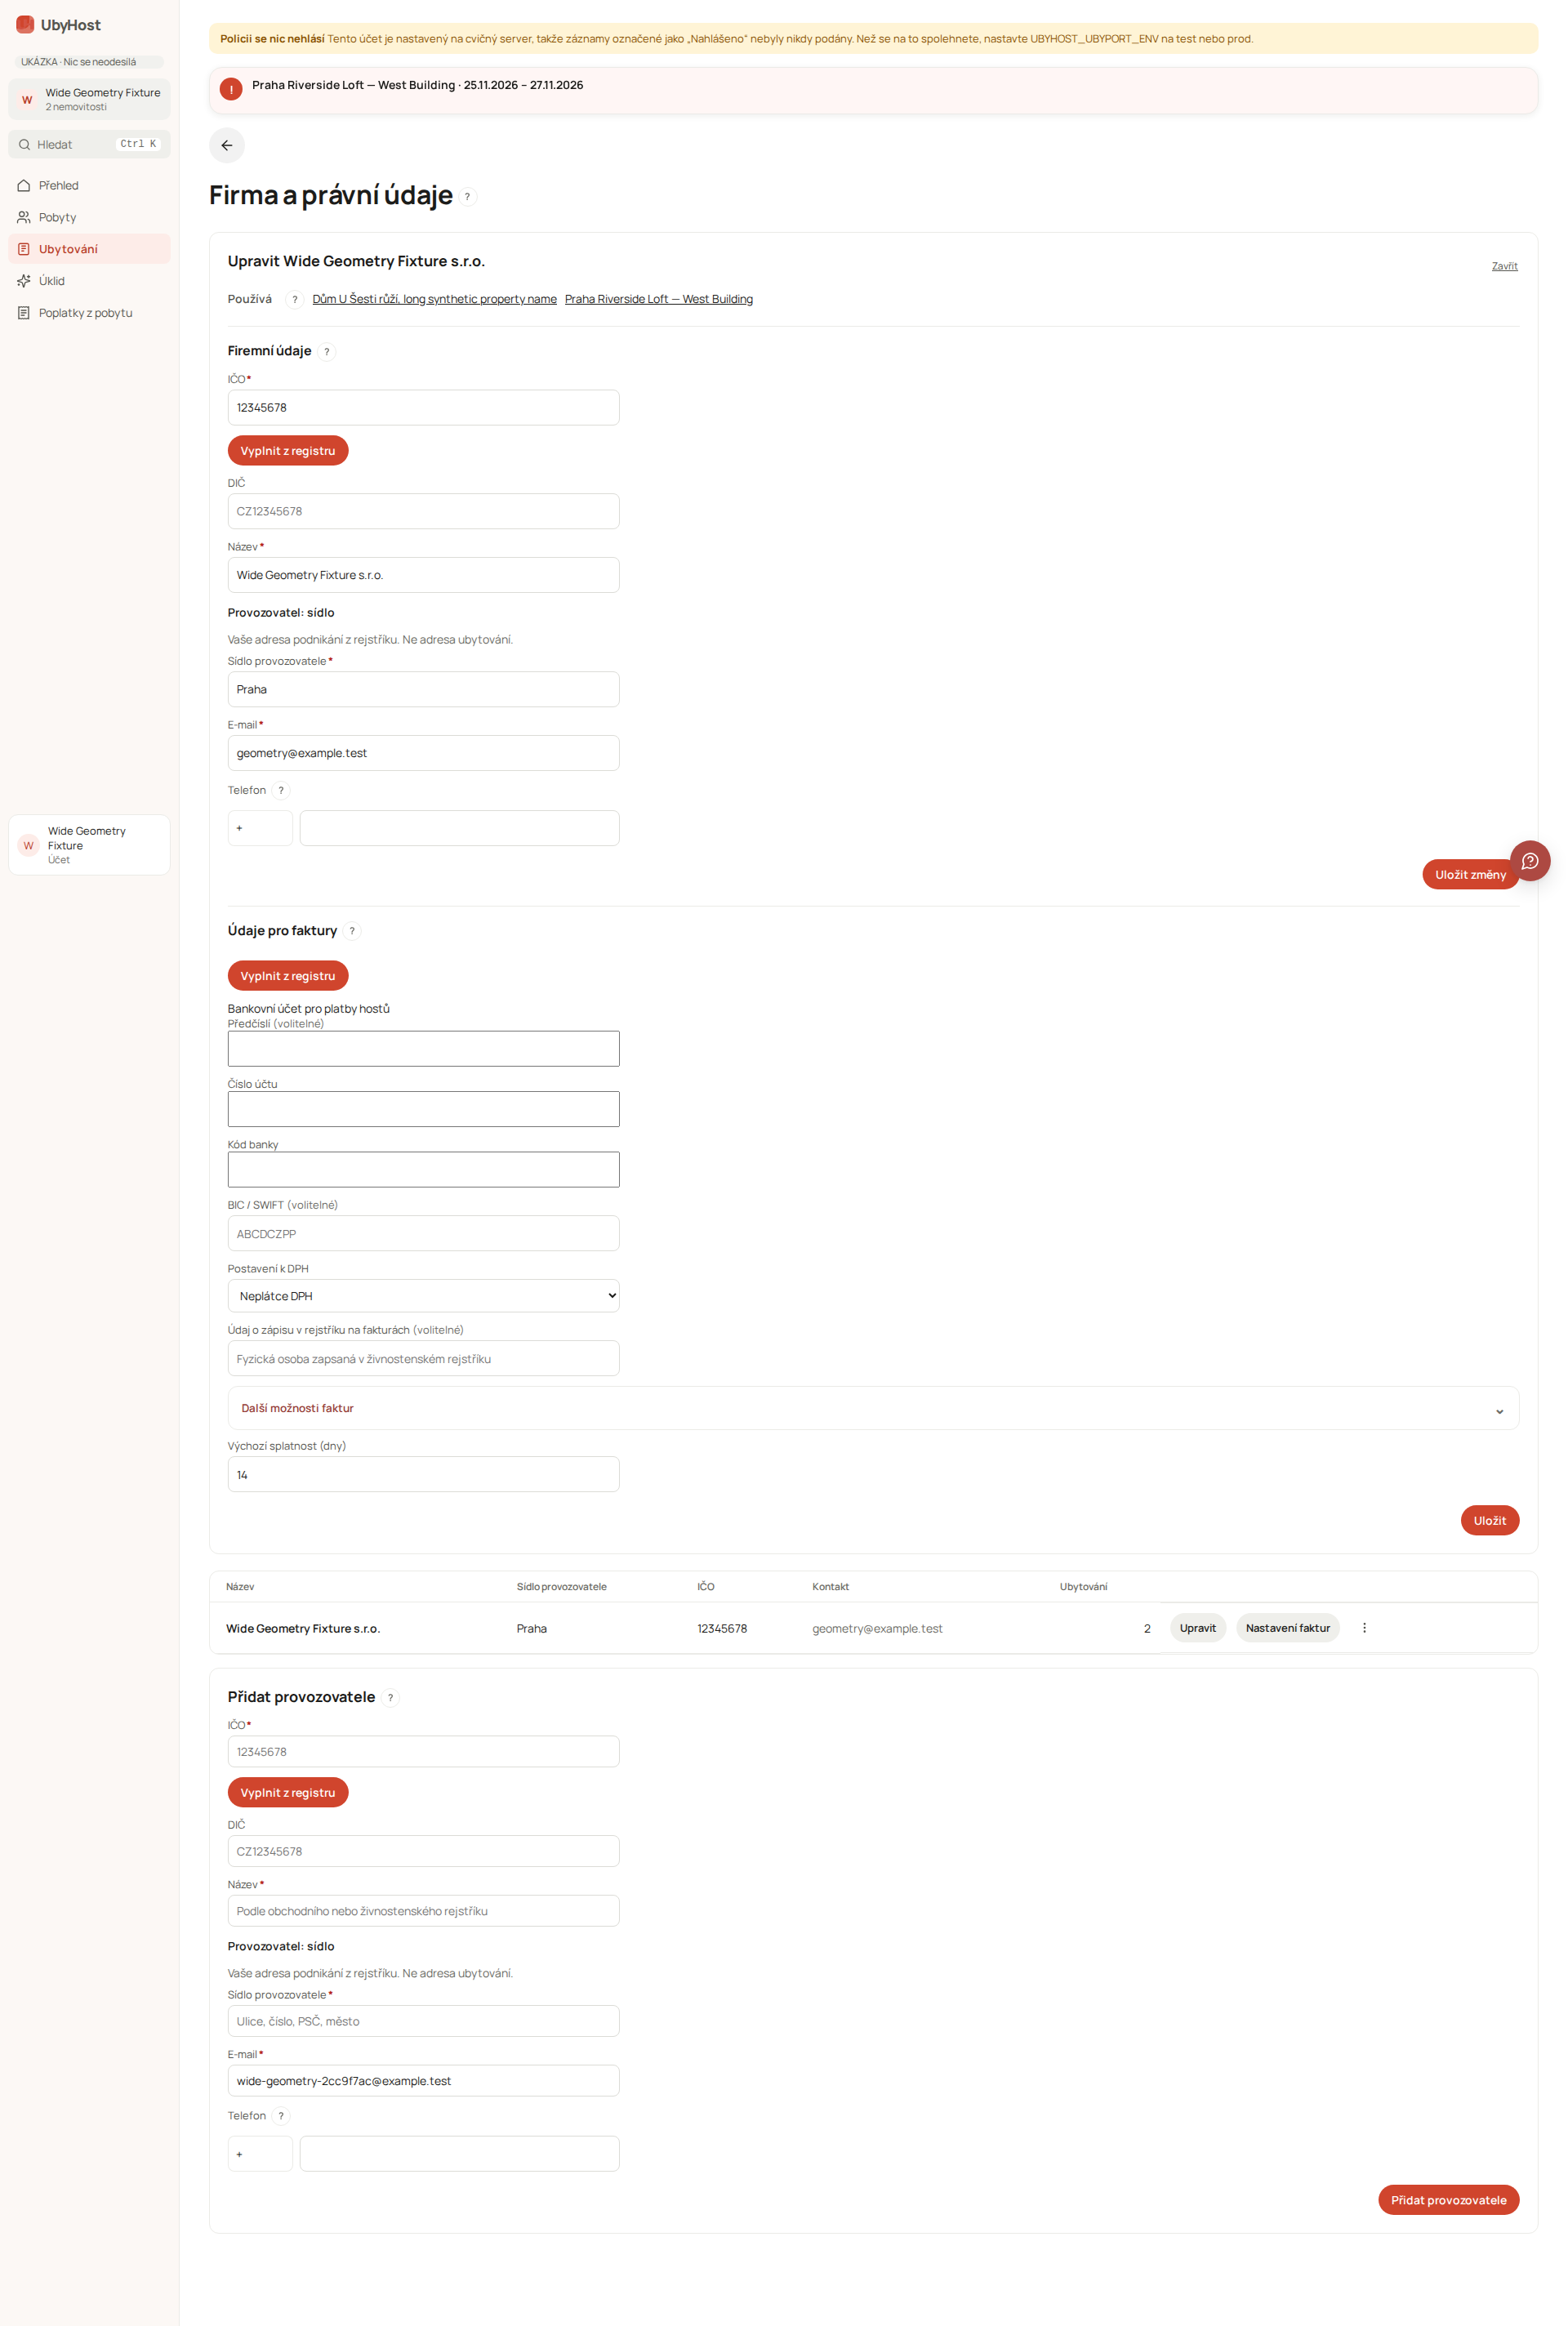 UbyHost
UKÁZKA · Nic se neodesílá
W
Wide Geometry Fixture
2 nemovitosti
Hledat
Ctrl K
Přehled
Pobyty
Ubytování
Úklid
Poplatky z pobytu
W
Wide Geometry
Fixture
Účet
Policii se nic nehlásí Tento účet je nastavený na cvičný server, takže záznamy označené jako „Nahlášeno“ nebyly nikdy podány. Než se na to spolehnete, nastavte UBYHOST_UBYPORT_ENV na test nebo prod.
!
Praha Riverside Loft — West Building · 25.11.2026 – 27.11.2026
Firma a právní údaje ?
Upravit Wide Geometry Fixture s.r.o.
Zavřít
Používá ? Dům U Šesti růží, long synthetic property name Praha Riverside Loft — West Building
Firemní údaje ?
IČO *
12345678
Vyplnit z registru
DIČ
CZ12345678
Název *
Wide Geometry Fixture s.r.o.
Provozovatel: sídlo
Vaše adresa podnikání z rejstříku. Ne adresa ubytování.
Sídlo provozovatele *
Praha
E-mail *
geometry@example.test
Telefon ?
+
Uložit změny
Údaje pro faktury ?
Vyplnit z registru
Bankovní účet pro platby hostů
Předčíslí (volitelné)
Číslo účtu
Kód banky
BIC / SWIFT (volitelné)
ABCDCZPP
Postavení k DPH
Neplátce DPH
Údaj o zápisu v rejstříku na fakturách (volitelné)
Fyzická osoba zapsaná v živnostenském rejstříku
Další možnosti faktur
Výchozí splatnost (dny)
14
Uložit
Název Sídlo provozovatele IČO Kontakt Ubytování
Wide Geometry Fixture s.r.o. Praha 12345678 geometry@example.test 2 Upravit Nastavení faktur
Přidat provozovatele ?
IČO *
12345678
Vyplnit z registru
DIČ
CZ12345678
Název *
Podle obchodního nebo živnostenského rejstříku
Provozovatel: sídlo
Vaše adresa podnikání z rejstříku. Ne adresa ubytování.
Sídlo provozovatele *
Ulice, číslo, PSČ, město
E-mail *
wide-geometry-2cc9f7ac@example.test
Telefon ?
+
Přidat provozovatele